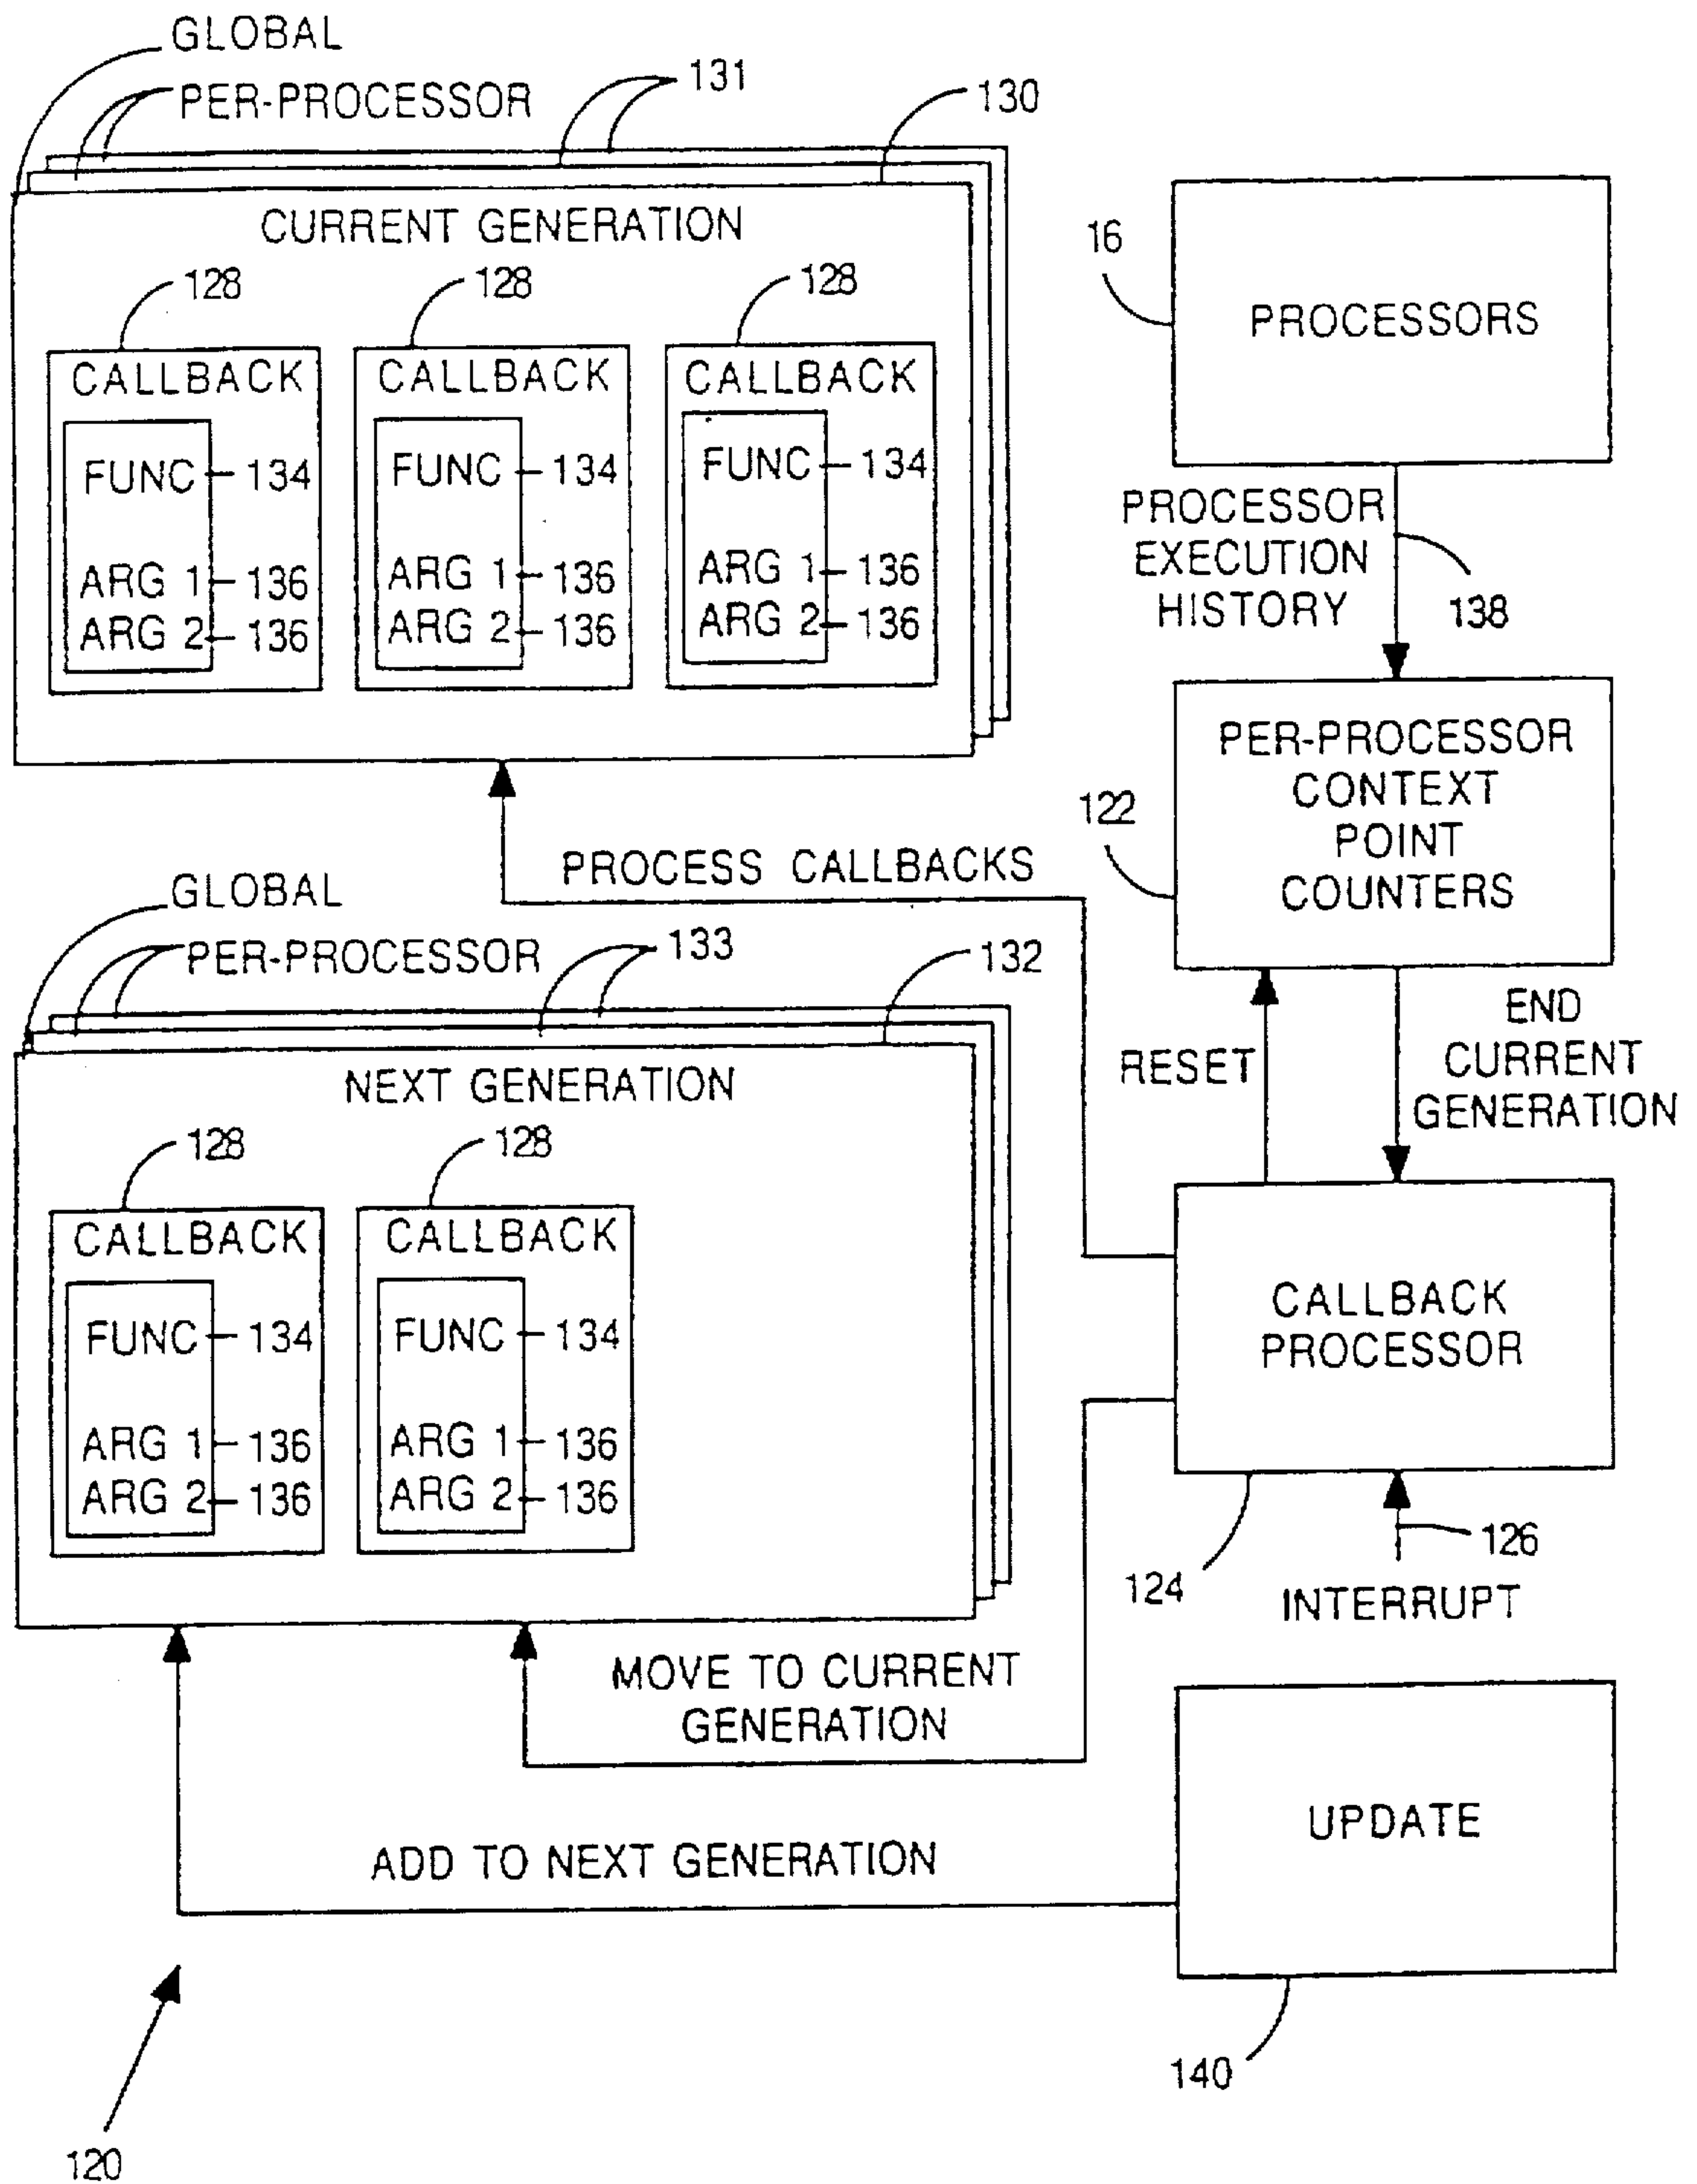 GLOBAL
PER-PROCESSOR
131
130
CURRENT GENERATION
128
128
128
CALLBACK
CALLBACK
CALLBACK
FUNC
134
FUNC
134
FUNC
134
ARG 1
136
ARG 1
136
ARG 1
136
ARG 2
136
ARG 2
136
ARG 2
136
16
PROCESSORS
PROCESSOR
EXECUTION
HISTORY
138
122
PER-PROCESSOR
CONTEXT
POINT
COUNTERS
PROCESS CALLBACKS
GLOBAL
PER-PROCESSOR
133
132
NEXT GENERATION
128
128
CALLBACK
CALLBACK
FUNC
134
FUNC
134
ARG 1
136
ARG 1
136
ARG 2
136
ARG 2
136
RESET
END
CURRENT
GENERATION
CALLBACK
PROCESSOR
124
126
INTERRUPT
MOVE TO CURRENT
GENERATION
UPDATE
ADD TO NEXT GENERATION
140
120